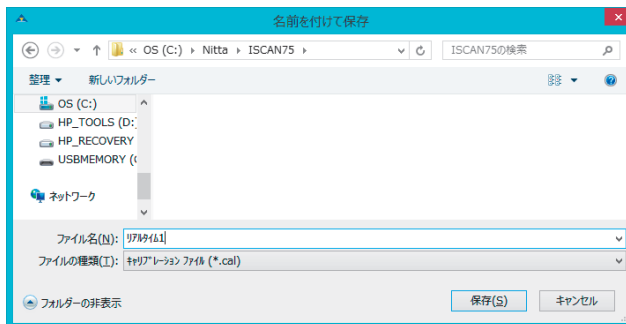 名前を付けて保存
« OS (C:) ▸ Nitta ▸ ISCAN75 ▸
ISCAN75の検索
整理 ▼ 新しいフォルダー
OS (C:)
HP_TOOLS (D:)
HP_RECOVERY
USBMEMORY (
ネットワーク
ファイル名(N): ﾘｱﾙﾀｲﾑ1
ファイルの種類(T): ｷｬﾘﾌﾞﾚｰｼｮﾝ ﾌｧｲﾙ (*.cal)
フォルダーの非表示
保存(S)
キャンセル